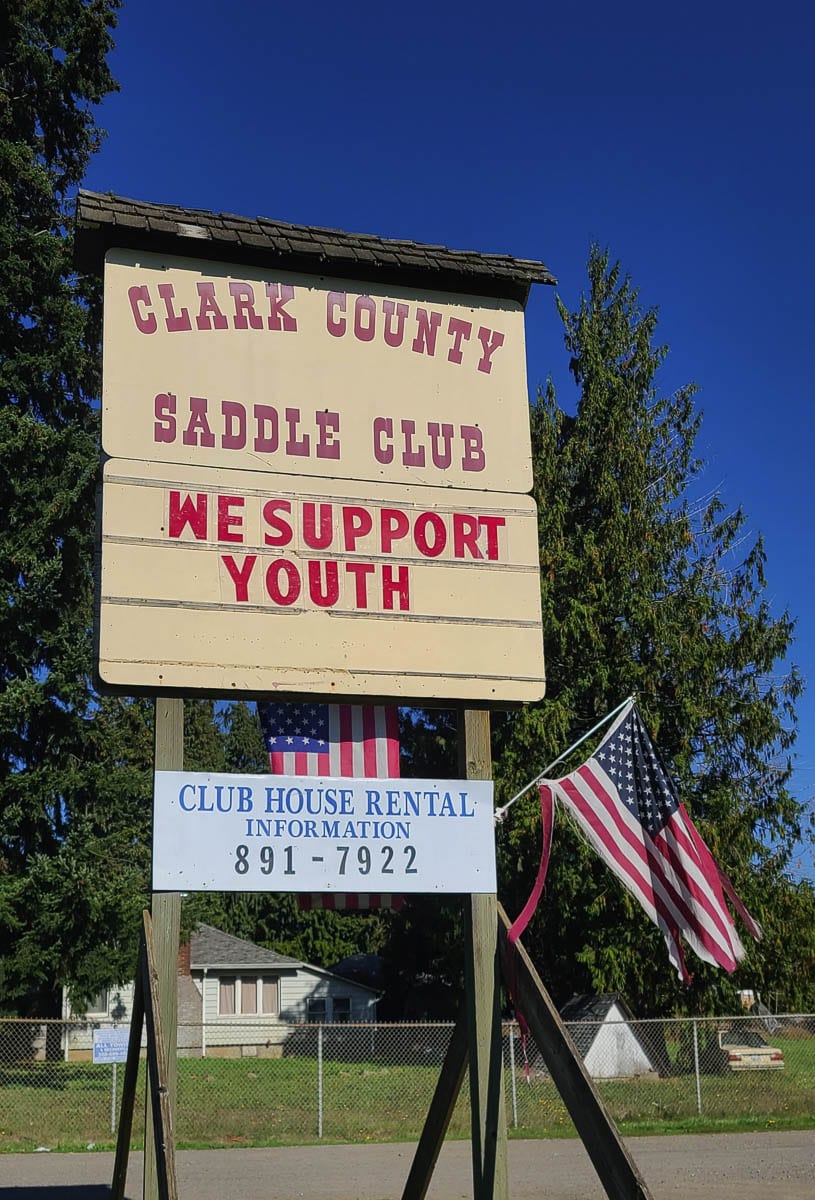 CLARK COUNTY
SADDLE CLUB
WE SUPPORT
YOUTH
CLUB HOUSE RENTAL
INFORMATION
891-7922